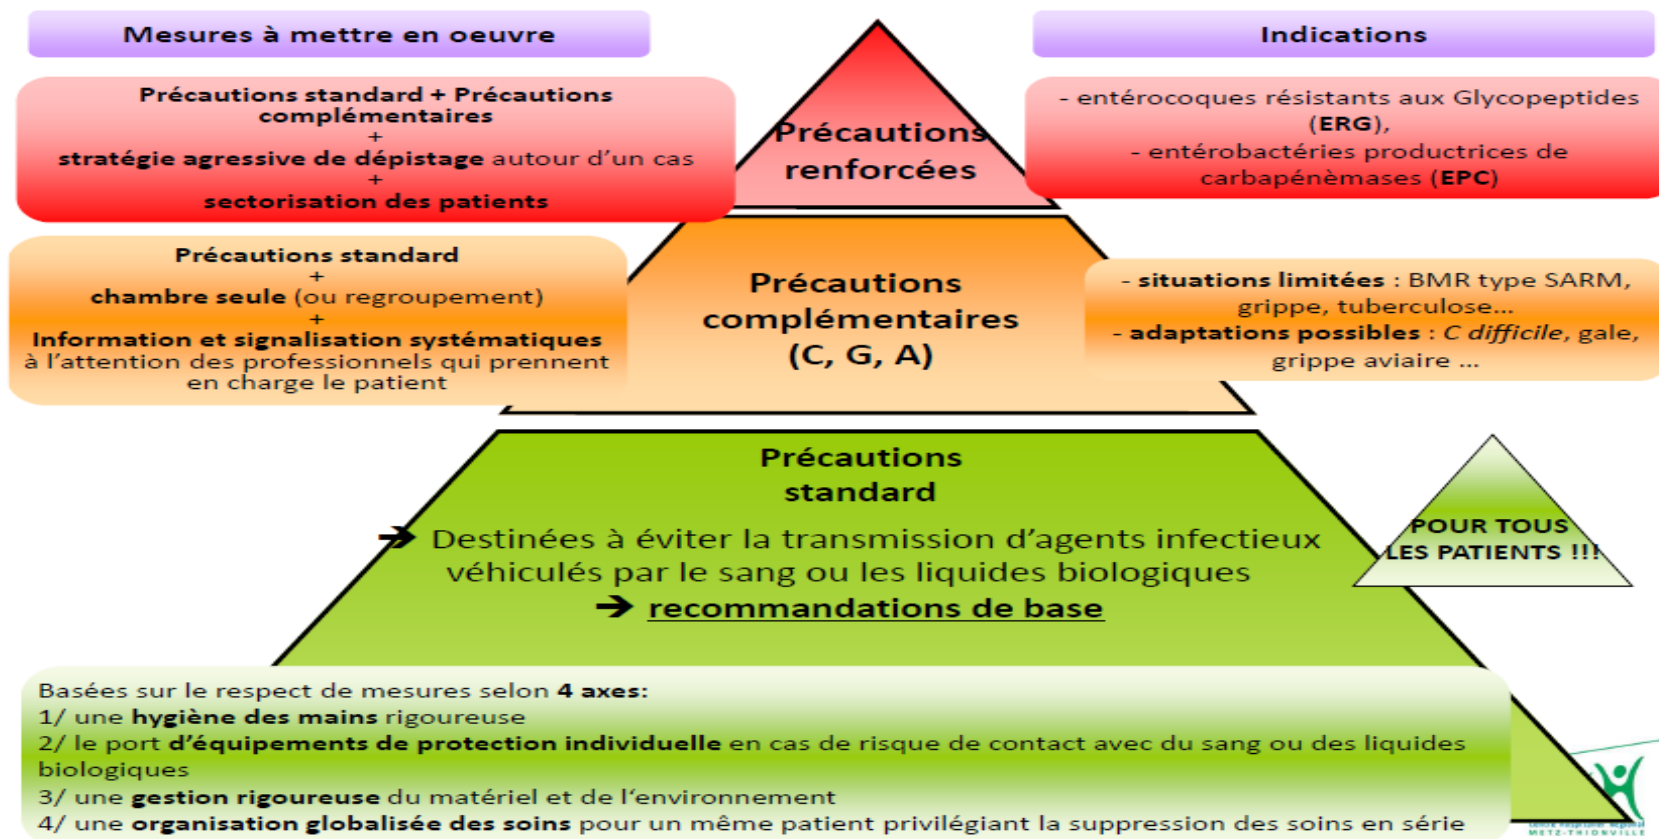 Mesures à mettre en oeuvre
Indications
Précautions standard + Précautions
complémentaires
+
stratégie agressive de dépistage autour d’un cas
+
sectorisation des patients
Précautions
renforcées
- entérocoques résistants aux Glycopeptides
(ERG),
- entérobactéries productrices de
carbapénèmases (EPC)
Précautions standard
+
chambre seule (ou regroupement)
+
Information et signalisation systématiques
à l’attention des professionnels qui prennent
en charge le patient
Précautions
complémentaires
(C, G, A)
- situations limitées : BMR type SARM,
grippe, tuberculose...
- adaptations possibles : C difficile, gale,
grippe aviaire ...
Précautions
standard
➔ Destinées à éviter la transmission d’agents infectieux
véhiculés par le sang ou les liquides biologiques
➔ recommandations de base
POUR TOUS
LES PATIENTS !!!
Basées sur le respect de mesures selon 4 axes:
1/ une hygiène des mains rigoureuse
2/ le port d’équipements de protection individuelle en cas de risque de contact avec du sang ou des liquides
biologiques
3/ une gestion rigoureuse du matériel et de l’environnement
4/ une organisation globalisée des soins pour un même patient privilégiant la suppression des soins en série
METZ-THIONVILLE